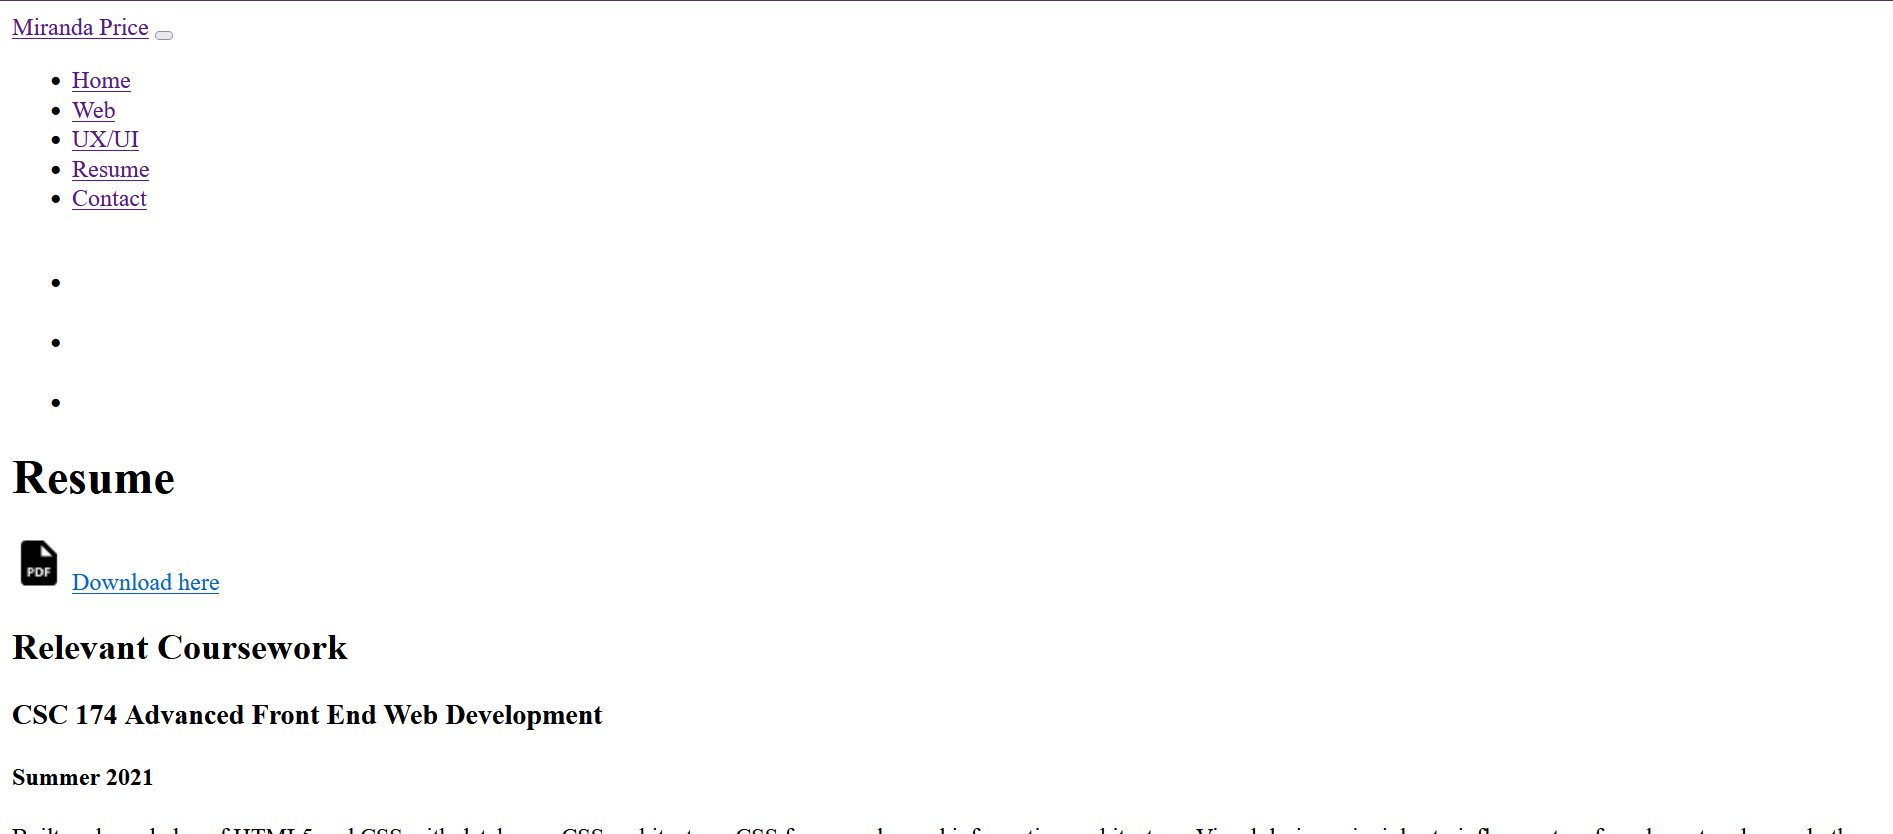 Miranda Price
Home
Web
UX/UI
Resume
Contact
Resume
PDF
Download here
Relevant Coursework
CSC 174 Advanced Front End Web Development
Summer 2021